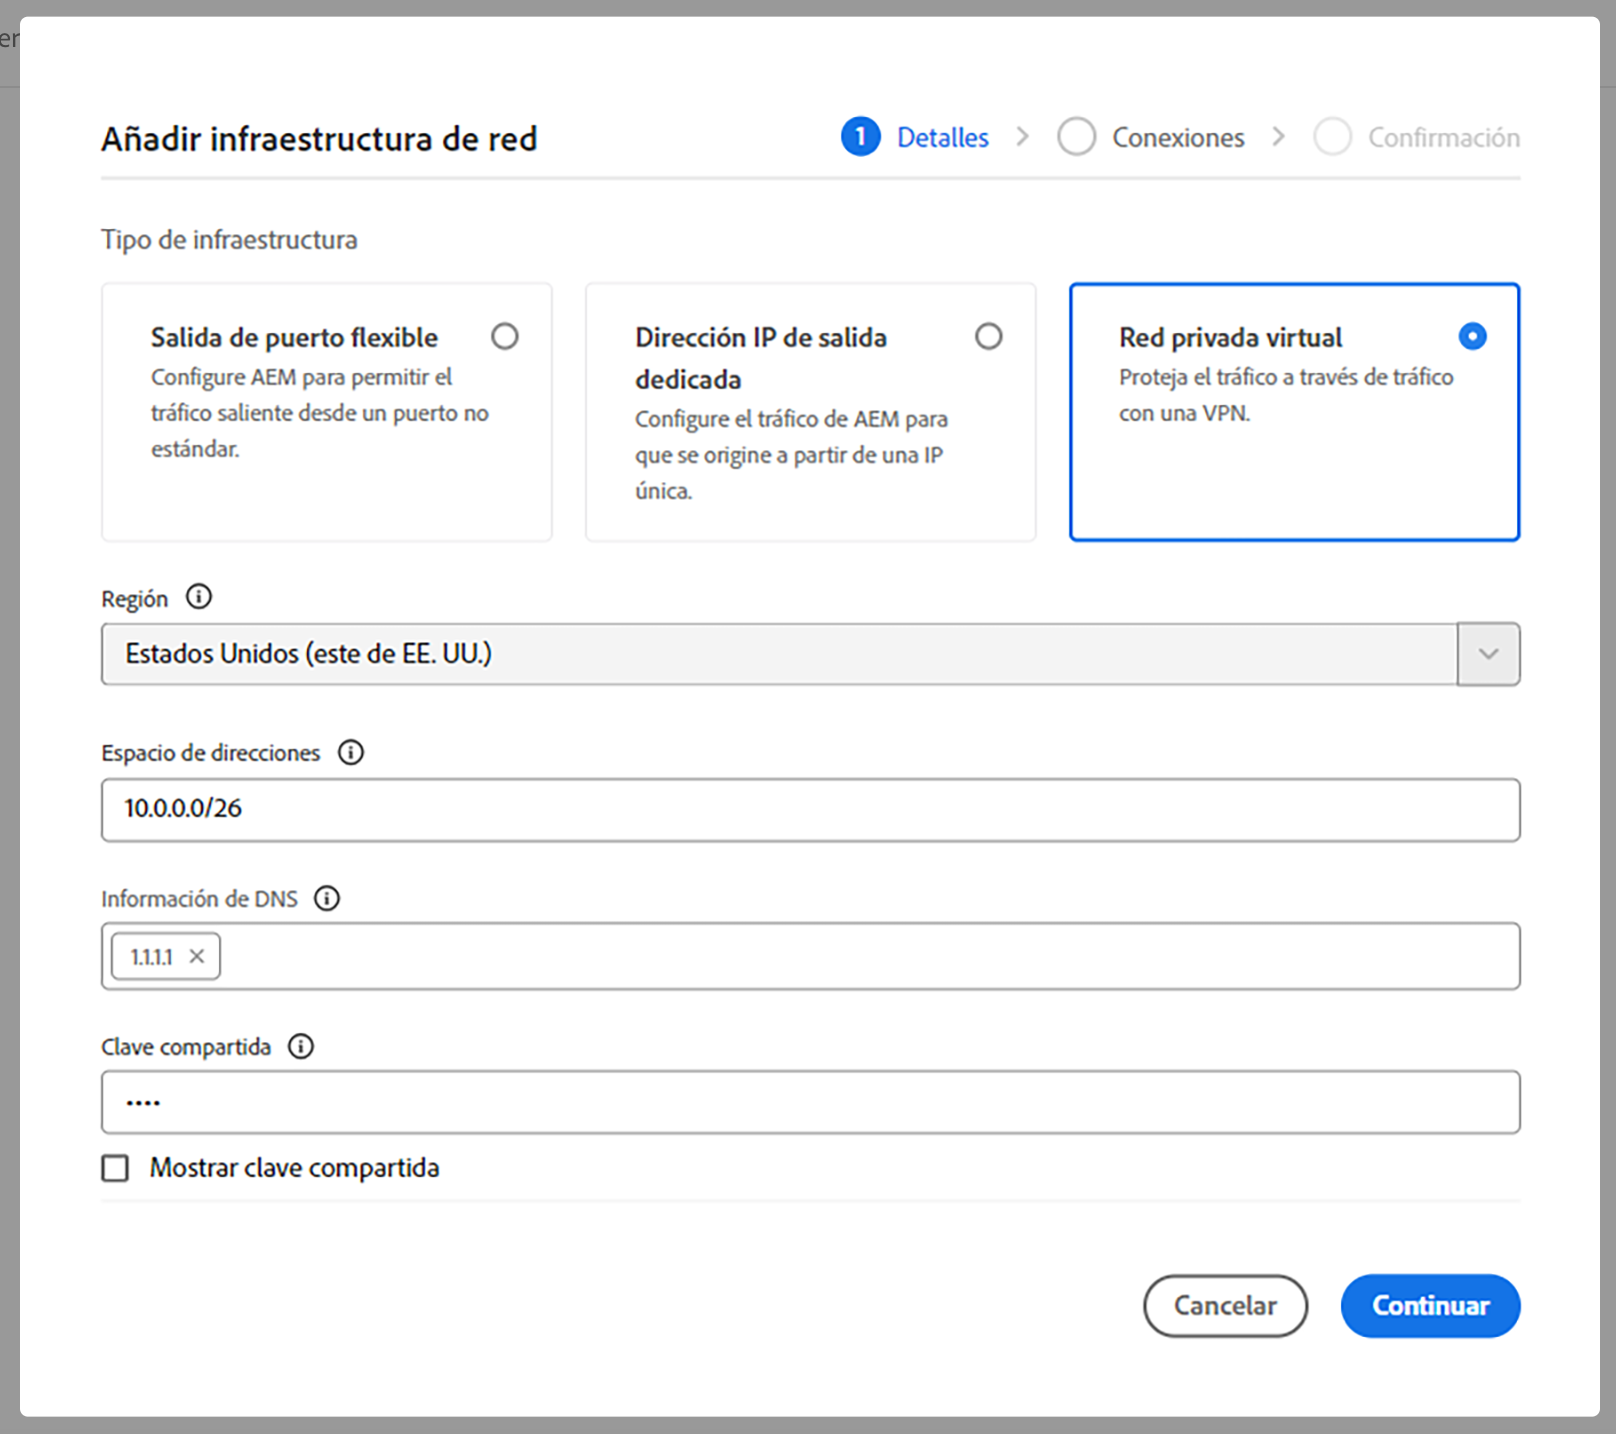 er
Añadir infraestructura de red
1 Detalles > Conexiones > Confirmación
Tipo de infraestructura
Salida de puerto flexible
Configure AEM para permitir el
tráfico saliente desde un puerto no
estándar.
Dirección IP de salida
dedicada
Configure el tráfico de AEM para
que se origine a partir de una IP
única.
Red privada virtual
Proteja el tráfico a través de tráfico
con una VPN.
Región
Estados Unidos (este de EE. UU.)
Espacio de direcciones
10.0.0.0/26
Información de DNS
1.1.1.1
Clave compartida
••••
Mostrar clave compartida
Cancelar
Continuar